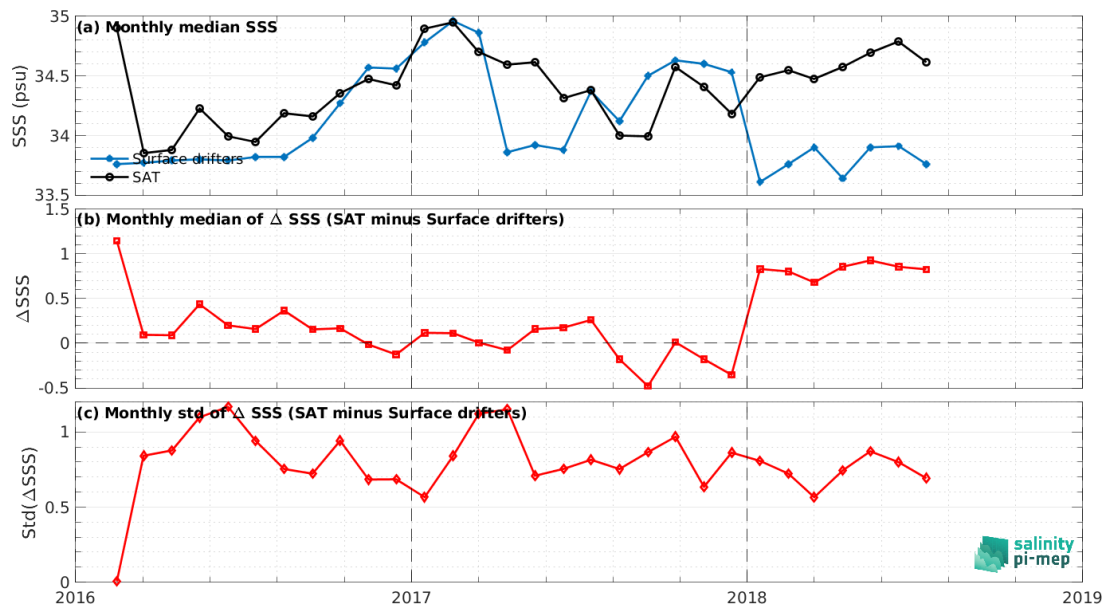 (a) Monthly median SSS
35
34.5
34
33.5
SSS (psu)
Surface drifters
SAT
(b) Monthly median of Δ SSS (SAT minus Surface drifters)
1.5
1
0.5
0
-0.5
ΔSSS
(c) Monthly std of Δ SSS (SAT minus Surface drifters)
1
0.5
0
Std(ΔSSS)
2016
2017
2018
2019
salinity
pi-mep